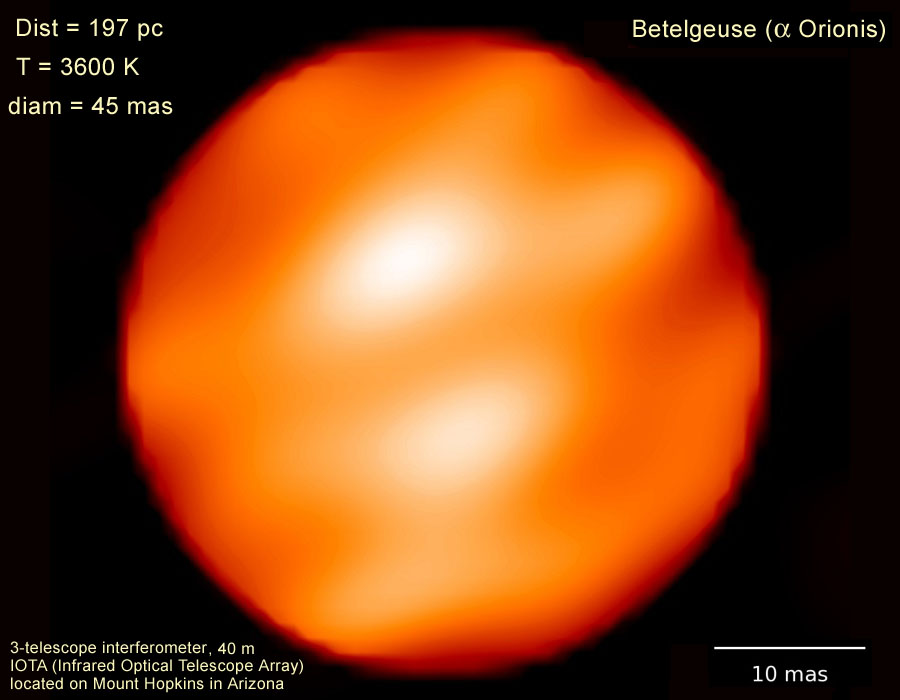 Dist = 197 pc
T = 3600 K
diam = 45 mas
Betelgeuse (α Orionis)
3-telescope interferometer, 40 m
IOTA (Infrared Optical Telescope Array)
located on Mount Hopkins in Arizona
10 mas